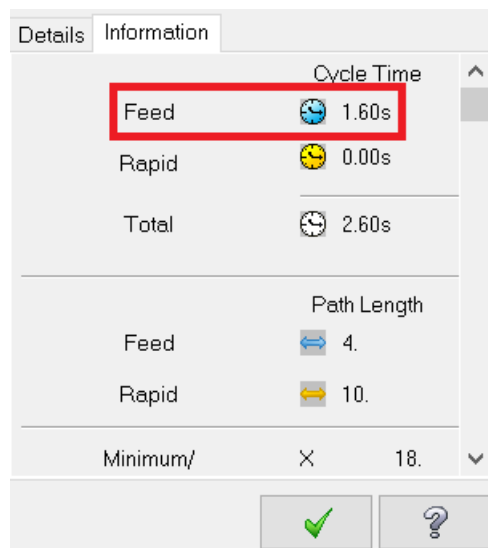 Details Information
Cycle Time
Feed 1.60s
Rapid 0.00s
Total 2.60s
Path Length
Feed 4.
Rapid 10.
Minimum/ X 18.